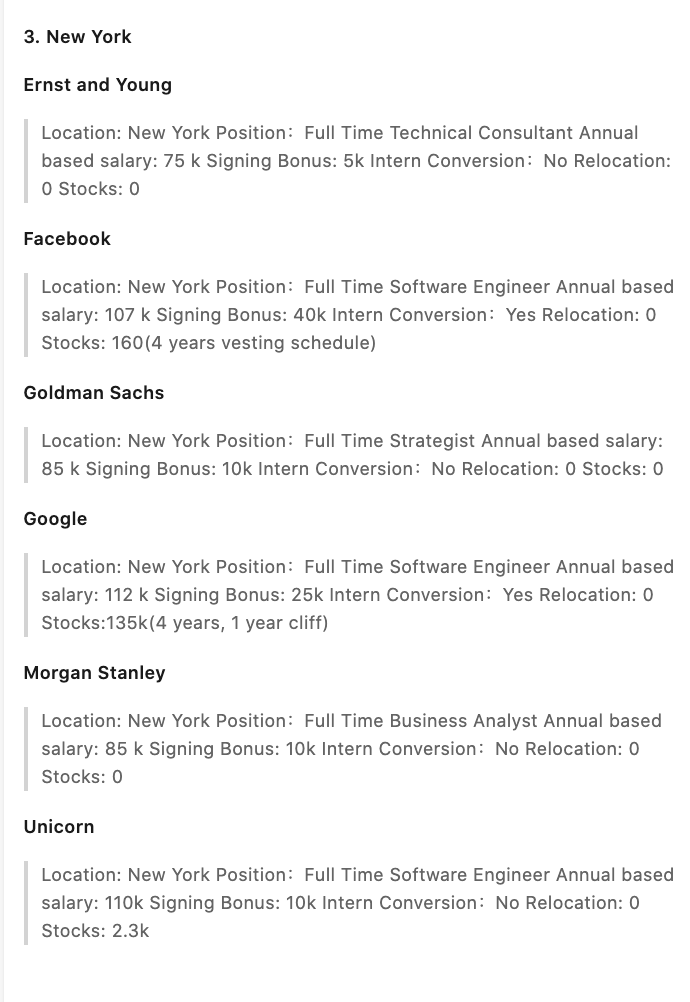 3. New York
Ernst and Young
Location: New York Position：Full Time Technical Consultant Annual
based salary: 75 k Signing Bonus: 5k Intern Conversion：No Relocation:
0 Stocks: 0
Facebook
Location: New York Position：Full Time Software Engineer Annual based
salary: 107 k Signing Bonus: 40k Intern Conversion：Yes Relocation: 0
Stocks: 160(4 years vesting schedule)
Goldman Sachs
Location: New York Position：Full Time Strategist Annual based salary:
85 k Signing Bonus: 10k Intern Conversion：No Relocation: 0 Stocks: 0
Google
Location: New York Position：Full Time Software Engineer Annual based
salary: 112 k Signing Bonus: 25k Intern Conversion：Yes Relocation: 0
Stocks:135k(4 years, 1 year cliff)
Morgan Stanley
Location: New York Position：Full Time Business Analyst Annual based
salary: 85 k Signing Bonus: 10k Intern Conversion：No Relocation: 0
Stocks: 0
Unicorn
Location: New York Position：Full Time Software Engineer Annual based
salary: 110k Signing Bonus: 10k Intern Conversion：No Relocation: 0
Stocks: 2.3k